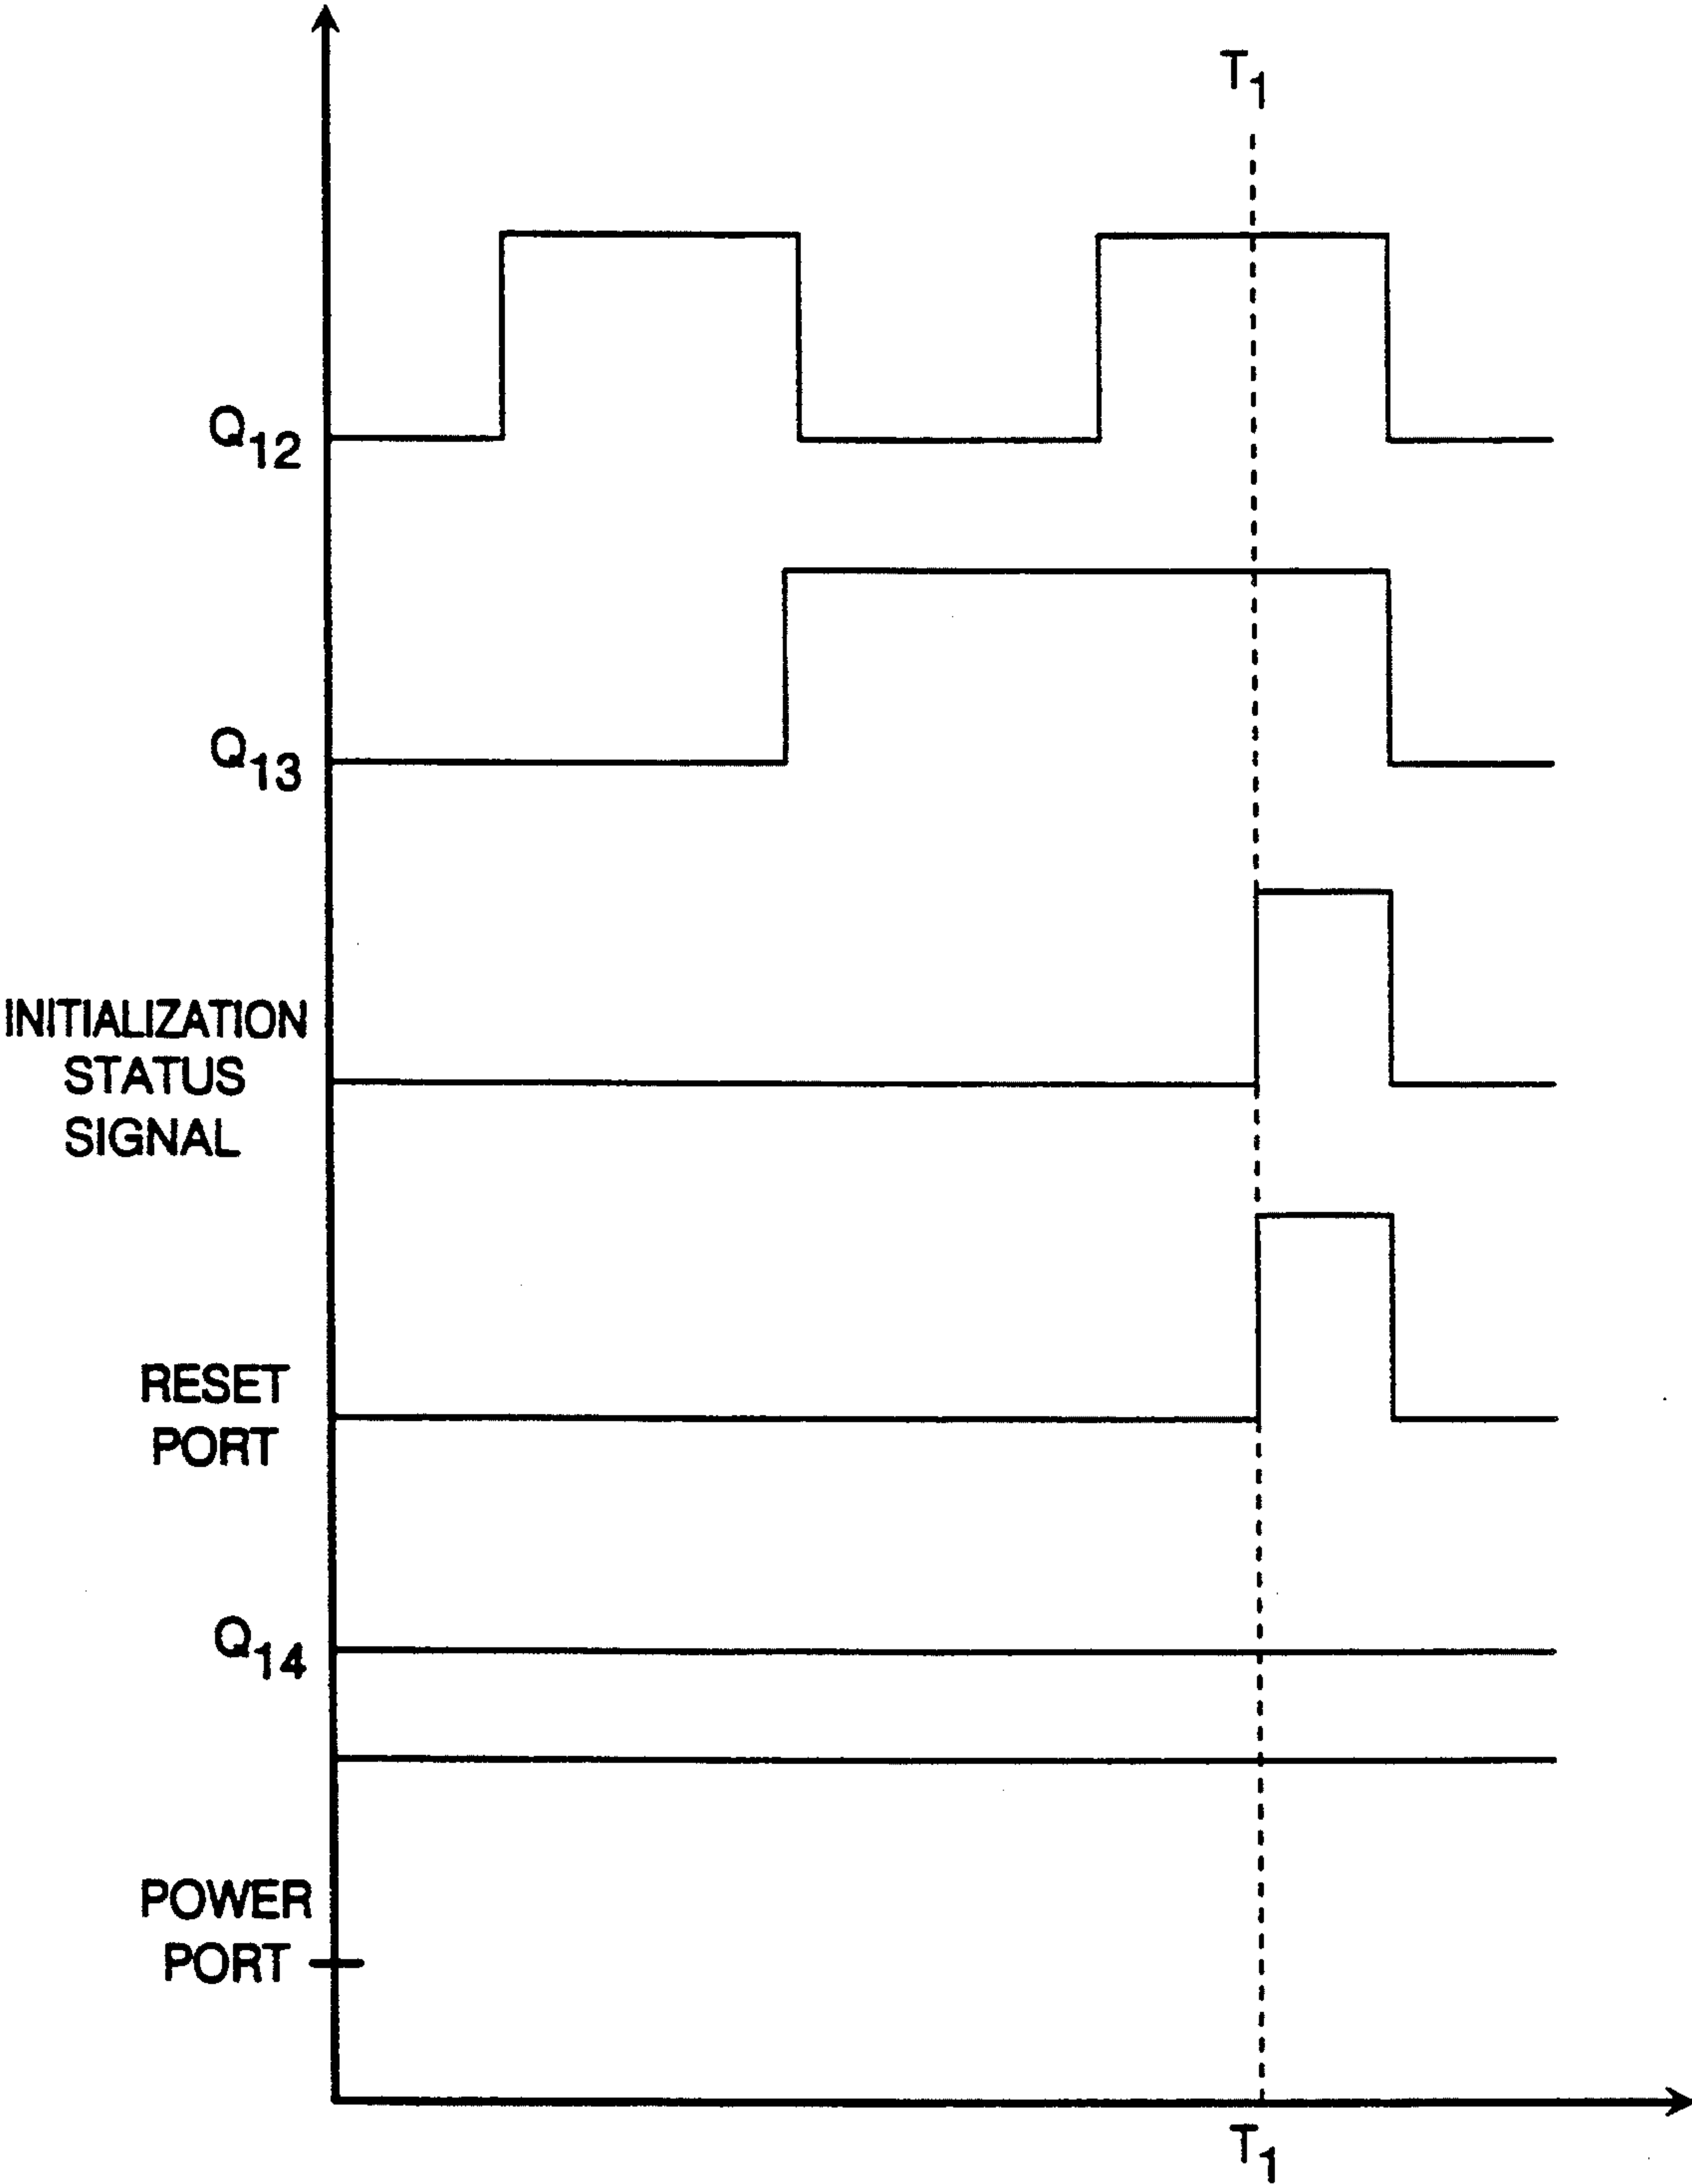 T1
Q12
Q13
INITIALIZATION
STATUS
SIGNAL
RESET
PORT
Q14
POWER
PORT
T1